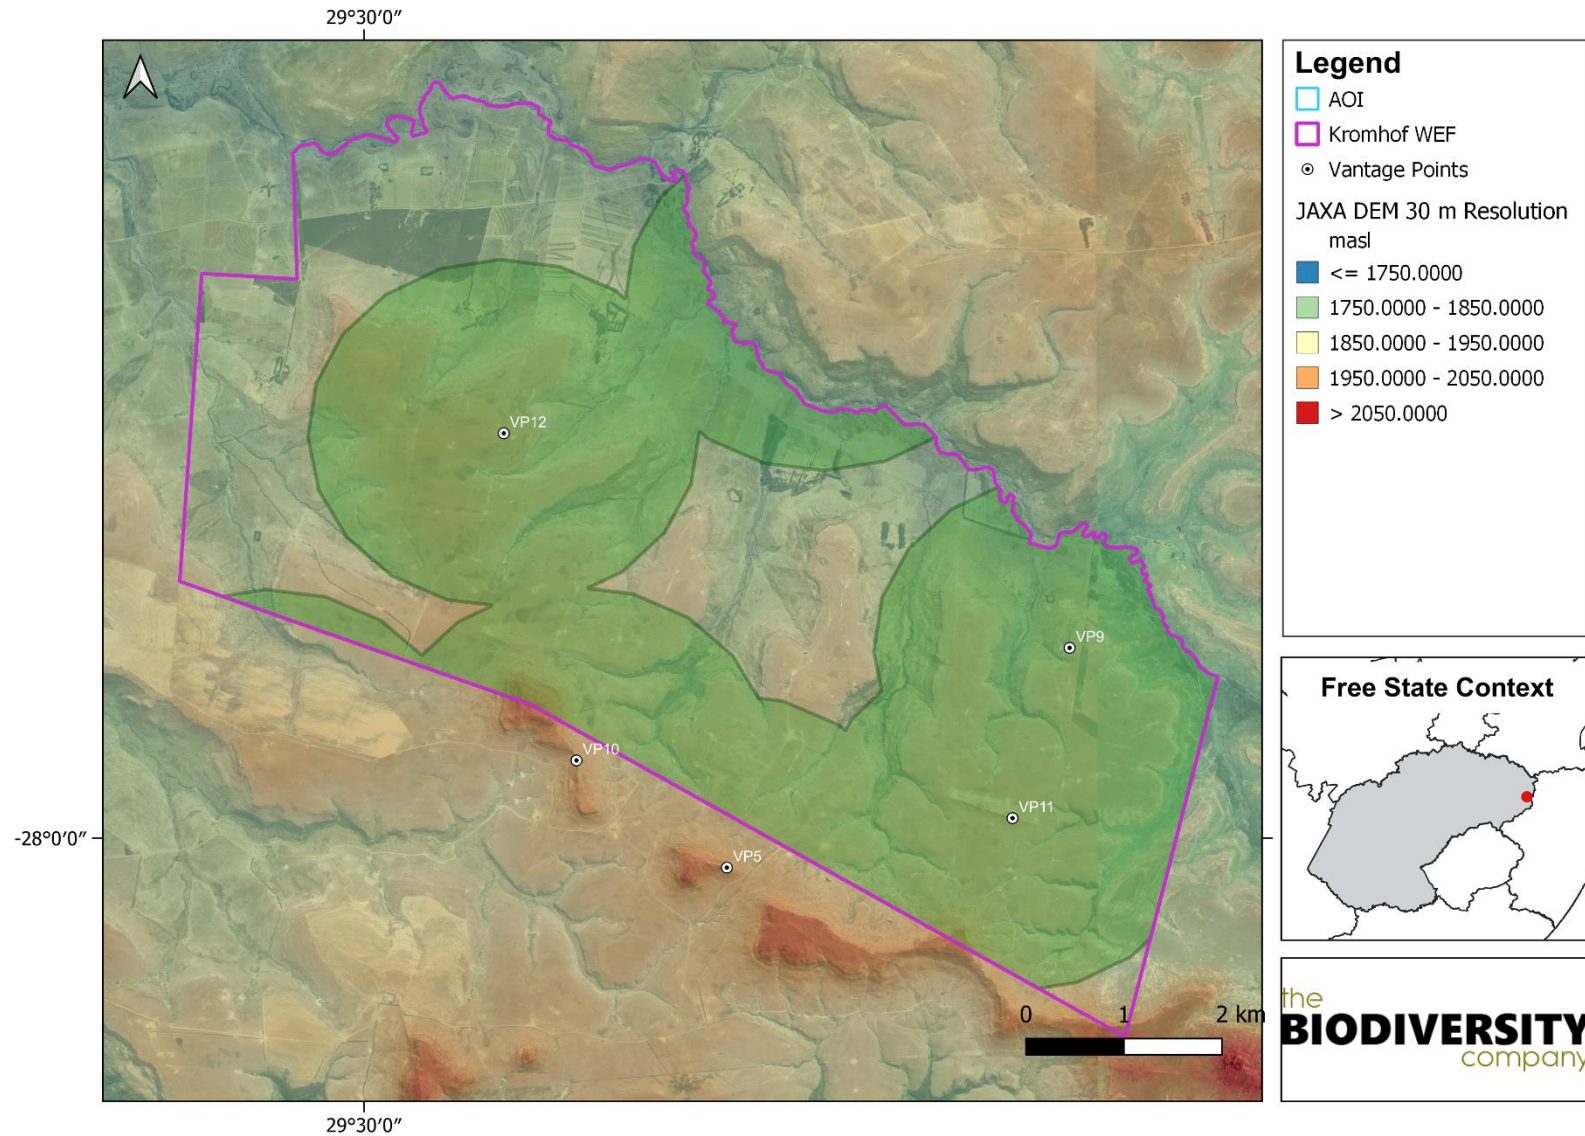 29°30′0″
Legend
AOI
Kromhof WEF
Vantage Points
JAXA DEM 30 m Resolution
masl
<= 1750.0000
1750.0000 - 1850.0000
1850.0000 - 1950.0000
1950.0000 - 2050.0000
> 2050.0000
VP12
VP9
VP10
VP11
VP5
-28°0′0″
0 1 2 km
29°30′0″
Free State Context
the
BIODIVERSITY
company